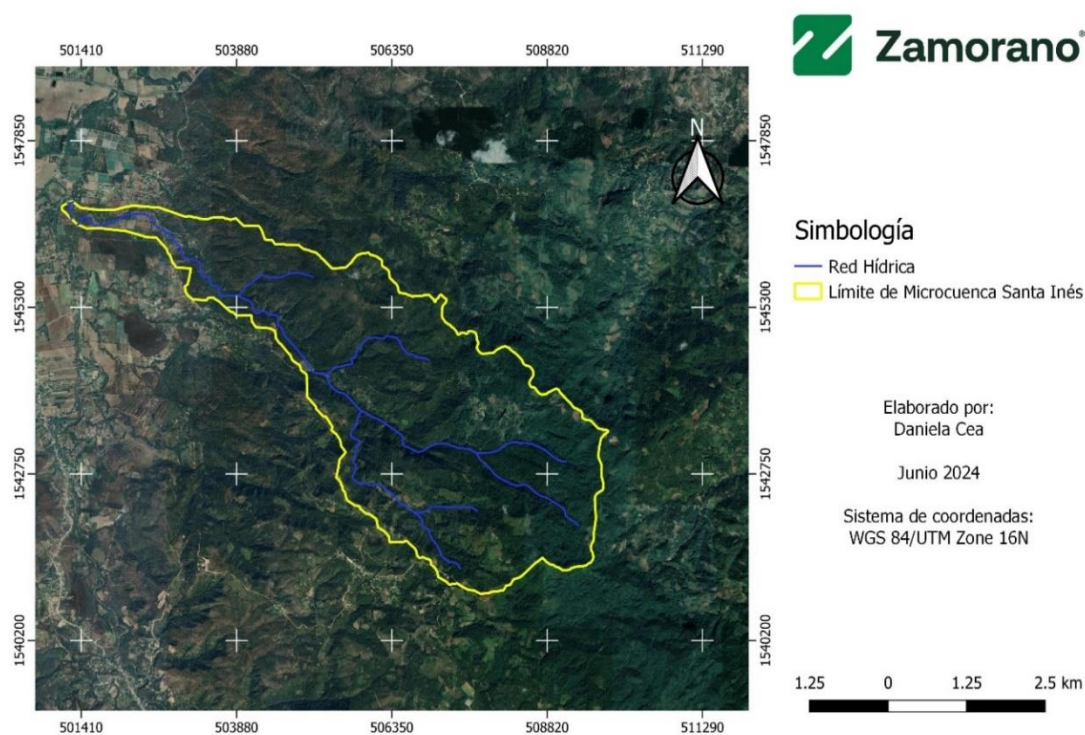 501410 503880 506350 508820 511290
Zamorano®
1547850 1547850
N
Simbología
Red Hídrica
Límite de Microcuenca Santa Inés
1545300 1545300
Elaborado por:
Daniela Cea
Junio 2024
1542750 1542750
Sistema de coordenadas:
WGS 84/UTM Zone 16N
1540200 1540200
1.25 0 1.25 2.5 km
501410 503880 506350 508820 511290